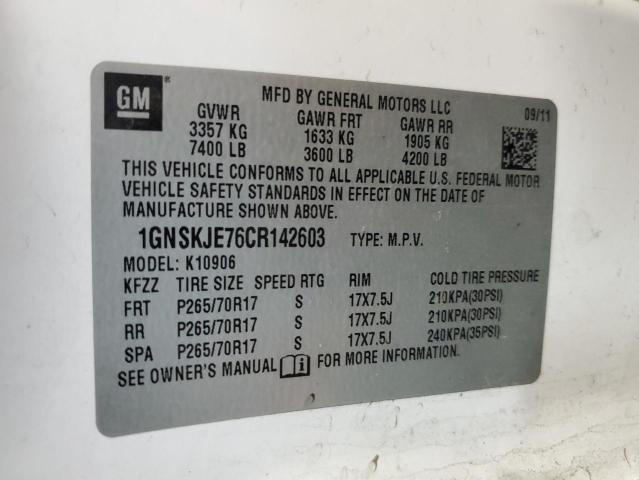 GM ®
MFD BY GENERAL MOTORS LLC
09/11
GVWR GAWR FRT GAWR RR
3357 KG 1633 KG 1905 KG
7400 LB 3600 LB 4200 LB
THIS VEHICLE CONFORMS TO ALL APPLICABLE U.S. FEDERAL MOTOR
VEHICLE SAFETY STANDARDS IN EFFECT ON THE DATE OF
MANUFACTURE SHOWN ABOVE.
1GNSKJE76CR142603 TYPE: M.P.V.
MODEL: K10906
KFZZ TIRE SIZE SPEED RTG RIM COLD TIRE PRESSURE
FRT P265/70R17 S 17X7.5J 210KPA(30PSI)
RR P265/70R17 S 17X7.5J 210KPA(30PSI)
SPA P265/70R17 S 17X7.5J 240KPA(35PSI)
SEE OWNER'S MANUAL FOR MORE INFORMATION.